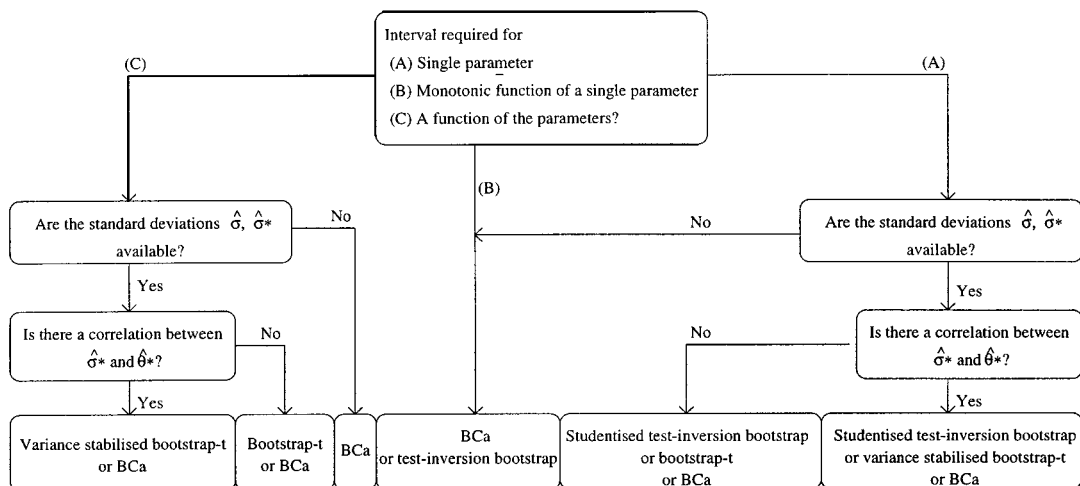 Interval required for
(A) Single parameter
(B) Monotonic function of a single parameter
(C) A function of the parameters?
(C)
(A)
(B)
Are the standard deviations σ̂, σ̂*
available?
No
Yes
Is there a correlation between
σ̂* and θ̂*?
No
Yes
No
Are the standard deviations σ̂, σ̂*
available?
Yes
No
Is there a correlation between
σ̂* and θ̂*?
Yes
Variance stabilised bootstrap-t
or BCa
Bootstrap-t
or BCa
BCa
BCa
or test-inversion bootstrap
Studentised test-inversion bootstrap
or bootstrap-t
or BCa
Studentised test-inversion bootstrap
or variance stabilised bootstrap-t
or BCa